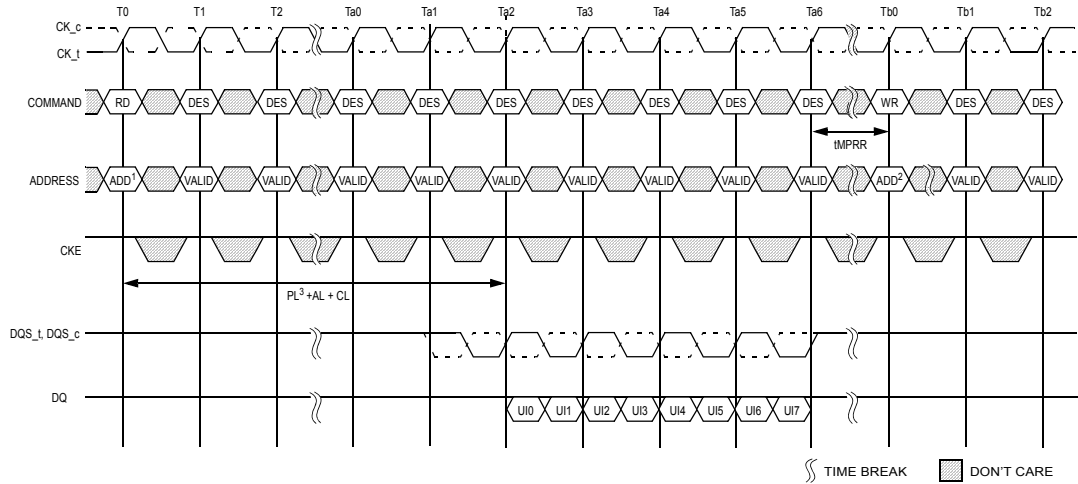 T0 T1 T2 Ta0 Ta1 Ta2 Ta3 Ta4 Ta5 Ta6 Tb0 Tb1 Tb2
CK_c
CK_t
COMMAND RD DES DES DES DES DES DES DES DES DES WR DES DES
tMPRR
ADDRESS ADD1 VALID VALID VALID VALID VALID VALID VALID VALID VALID ADD2 VALID VALID
CKE
PL3 +AL + CL
DQS_t, DQS_c
DQ UI0 UI1 UI2 UI3 UI4 UI5 UI6 UI7
TIME BREAK DON'T CARE